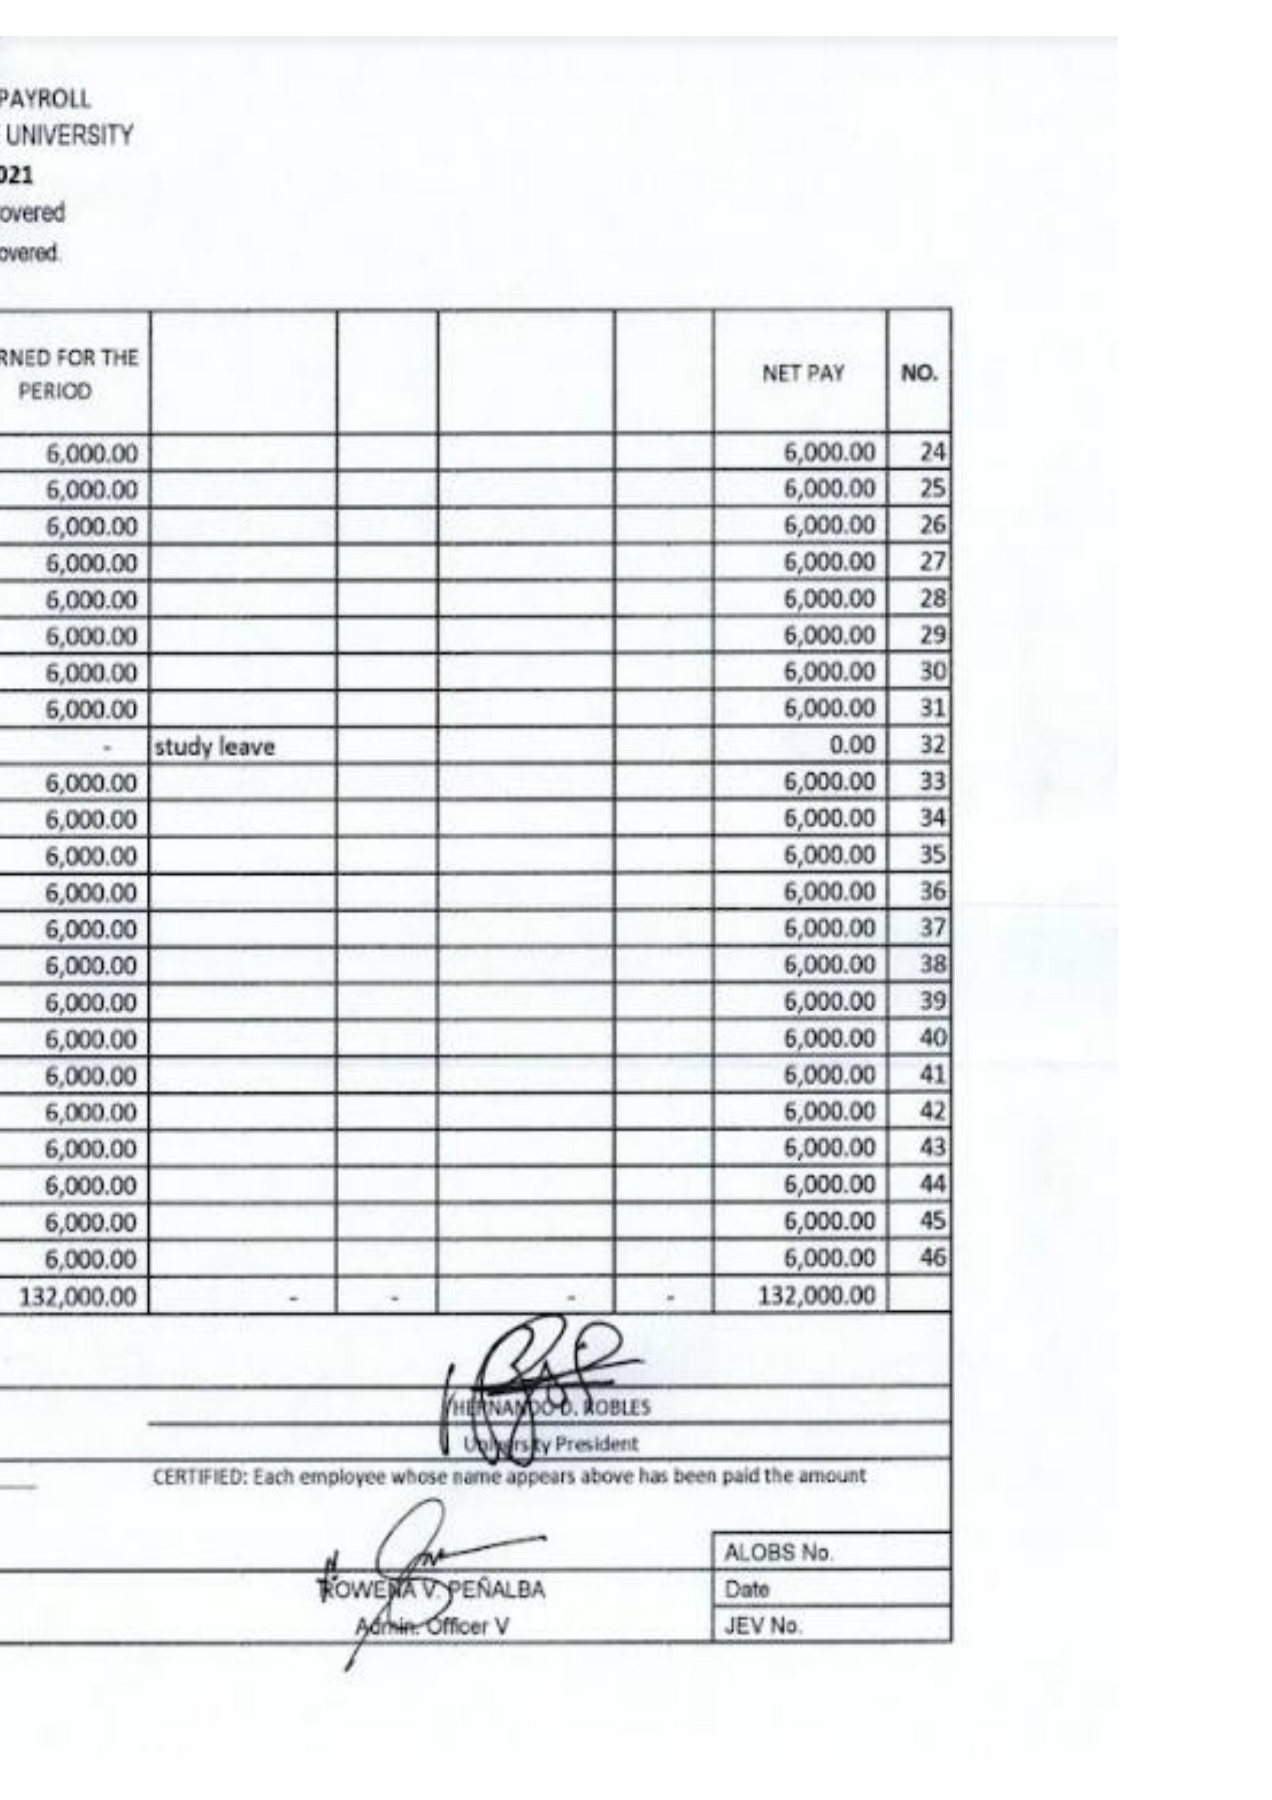 PAYROLL
UNIVERSITY
021
overed
overed.
RNED FOR THE PERIOD NET PAY NO.
6,000.00 6,000.00 24
6,000.00 6,000.00 25
6,000.00 6,000.00 26
6,000.00 6,000.00 27
6,000.00 6,000.00 28
6,000.00 6,000.00 29
6,000.00 6,000.00 30
6,000.00 6,000.00 31
- study leave 0.00 32
6,000.00 6,000.00 33
6,000.00 6,000.00 34
6,000.00 6,000.00 35
6,000.00 6,000.00 36
6,000.00 6,000.00 37
6,000.00 6,000.00 38
6,000.00 6,000.00 39
6,000.00 6,000.00 40
6,000.00 6,000.00 41
6,000.00 6,000.00 42
6,000.00 6,000.00 43
6,000.00 6,000.00 44
6,000.00 6,000.00 45
6,000.00 6,000.00 46
132,000.00 - - - - 132,000.00
HERNANDO D. ROBLES
University President
CERTIFIED: Each employee whose name appears above has been paid the amount
ALOBS No.
ROWENA V. PEÑALBA Date
Admin. Officer V JEV No.